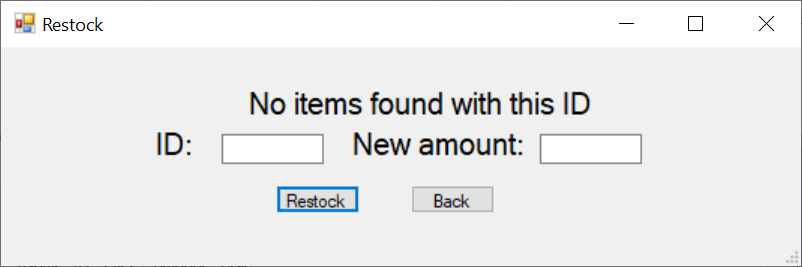 Restock
No items found with this ID
ID: New amount:
Restock Back